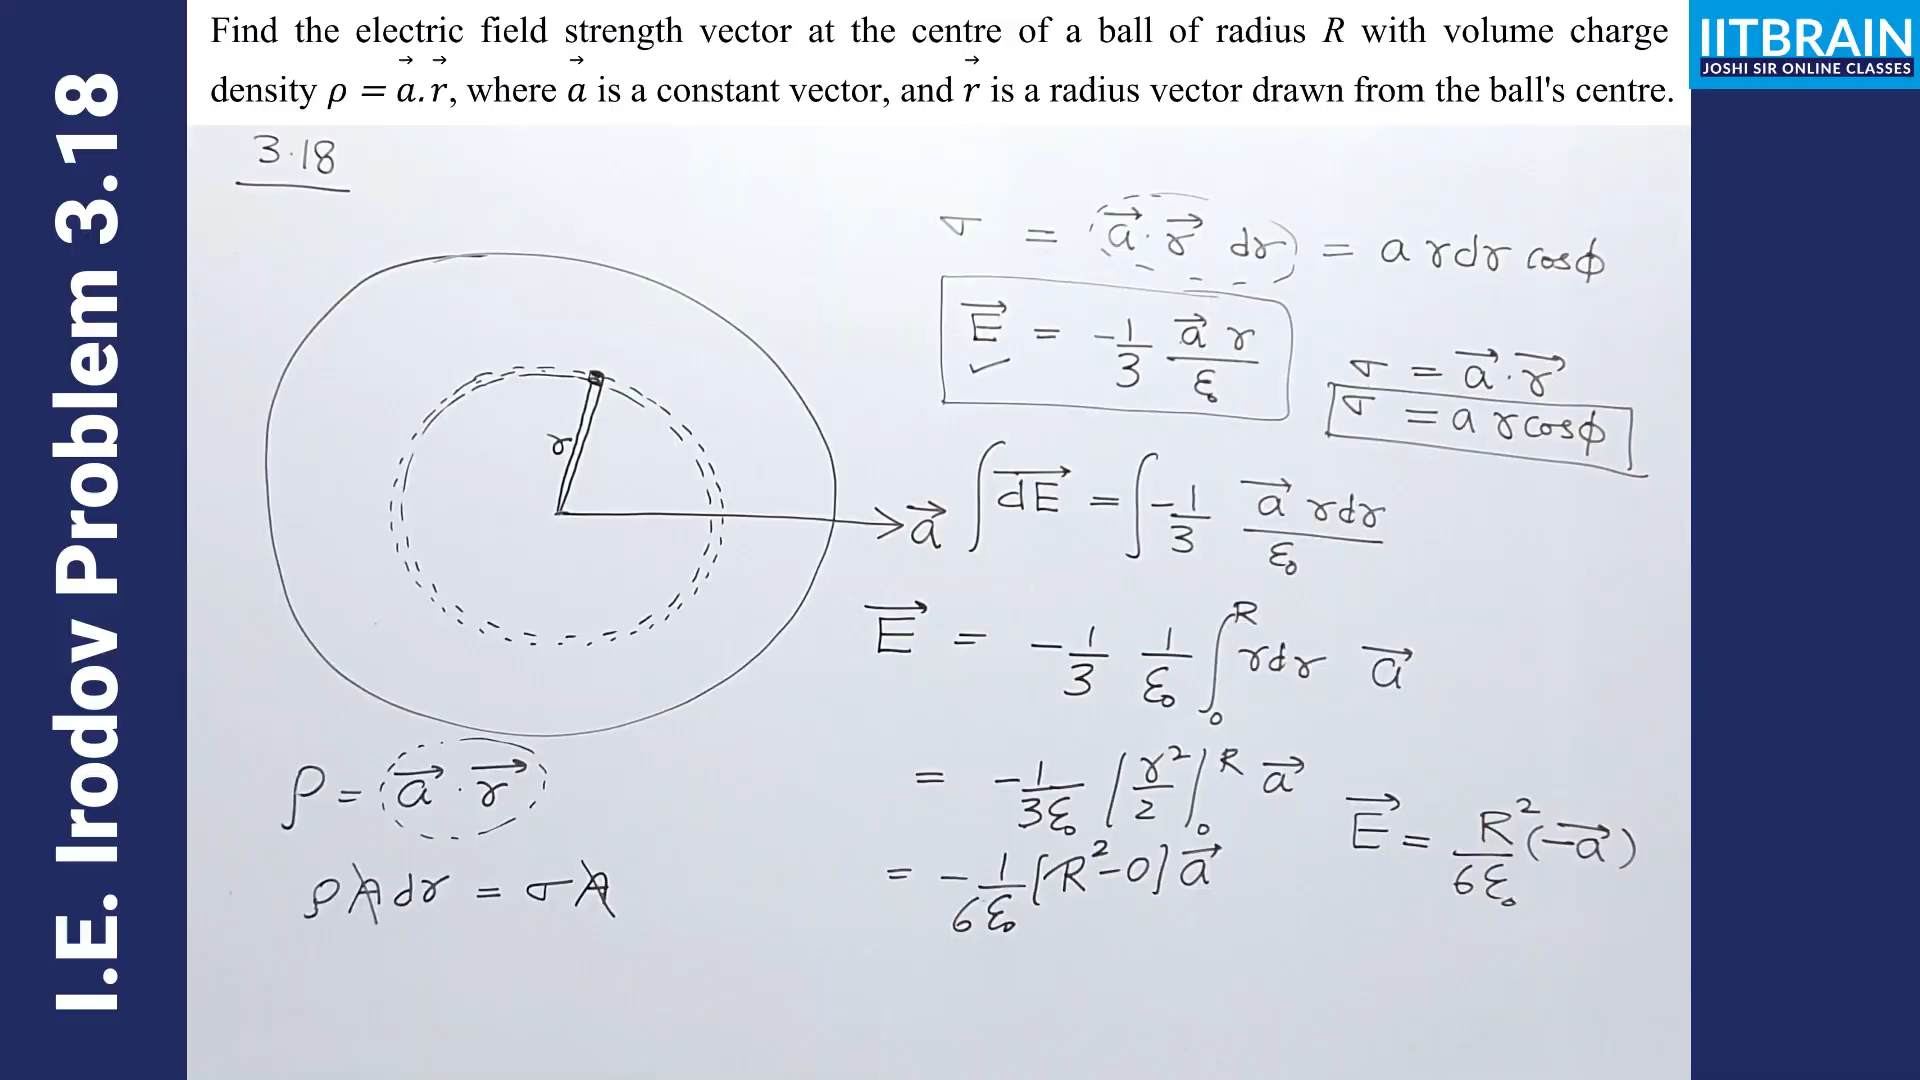 Find the electric field strength vector at the centre of a ball of radius R with volume charge
density ρ = a⃗. r⃗, where a⃗ is a constant vector, and r⃗ is a radius vector drawn from the ball's centre.
IITBRAIN
JOSHI SIR ONLINE CLASSES
I.E. Irodov Problem 3.18
3.18
r
a⃗
ρ = a⃗ · r⃗
ρ A dr = σ A
σ = (a⃗ · r⃗ dr) = a r dr cosϕ
E⃗ = -1/3 a⃗ r/ε₀
σ = a⃗ · r⃗
σ = a r cosϕ
∫ dE⃗ = ∫ -1/3 a⃗ r dr/ε₀
E⃗ = -1/3 1/ε₀ ∫₀ᴿ r dr a⃗
= -1/3ε₀ |r²/2|₀ᴿ a⃗
= -1/6ε₀ [R²-0] a⃗
E⃗ = R²/6ε₀ (-a⃗)